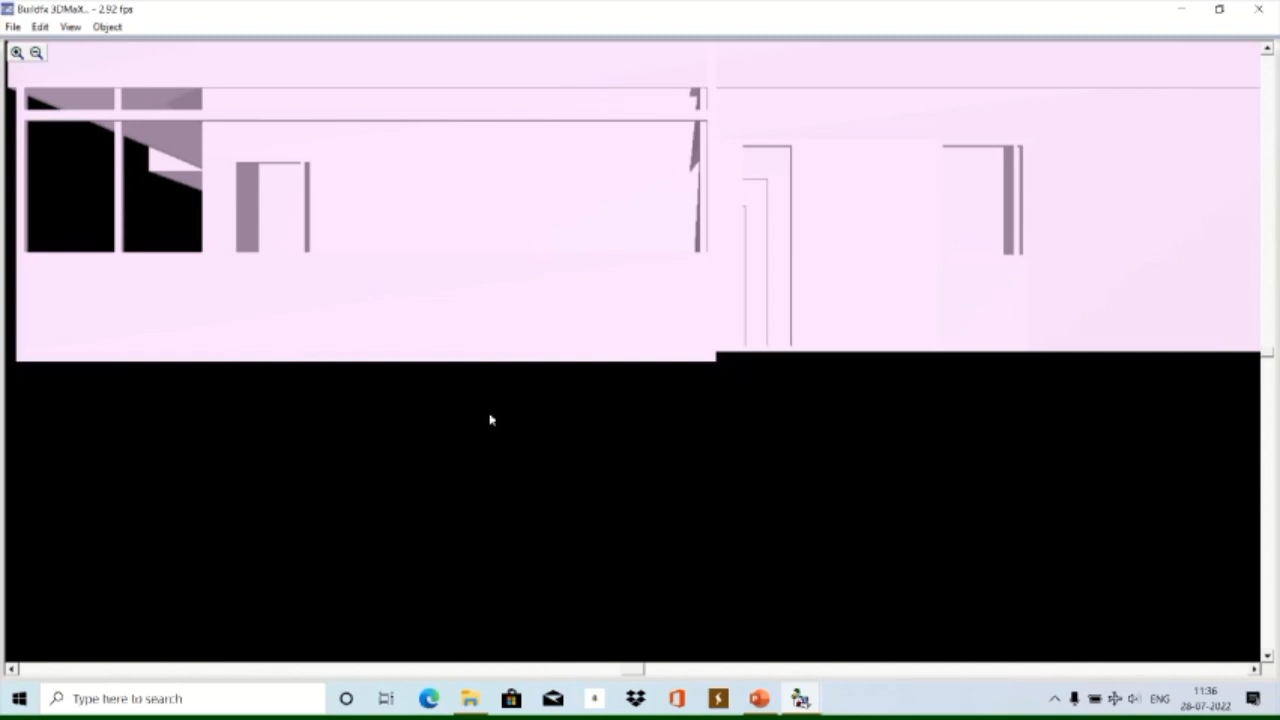 Buildfx 3DMaX.. - 2.92 fps
File Edit View Object
Type here to search
ENG
11:36
28-07-2022